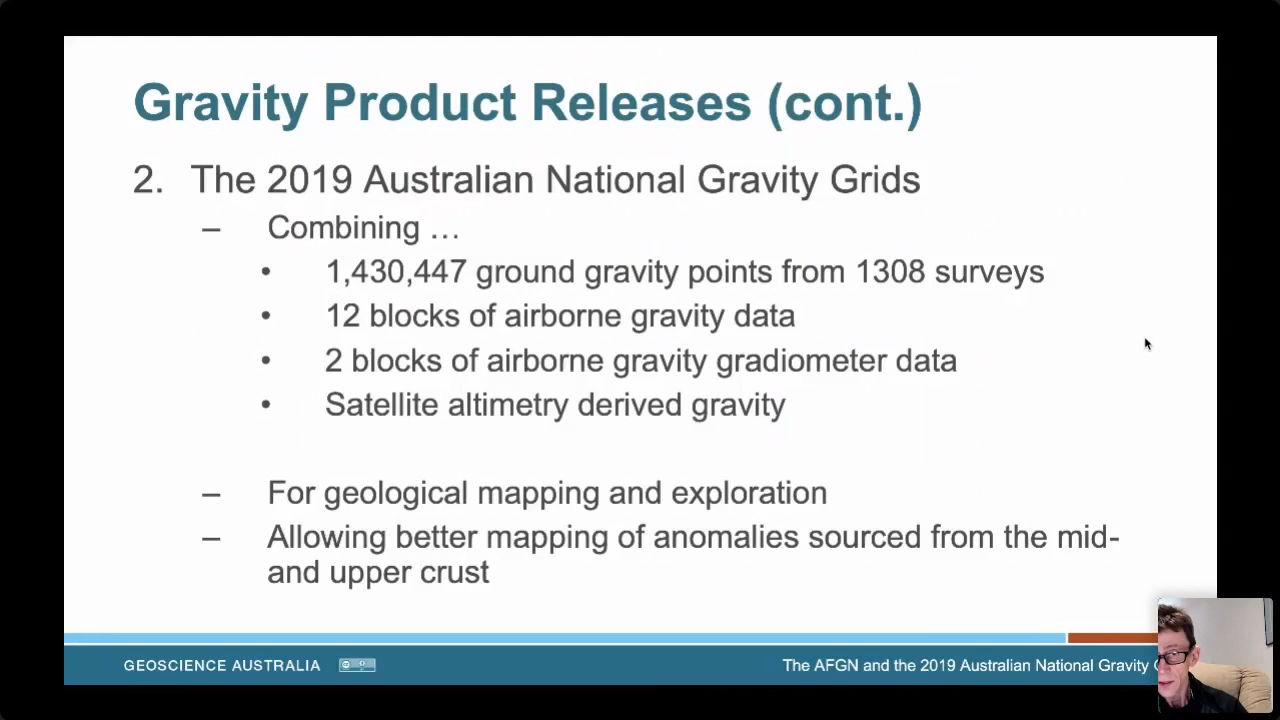 Gravity Product Releases (cont.)
2. The 2019 Australian National Gravity Grids
– Combining …
• 1,430,447 ground gravity points from 1308 surveys
• 12 blocks of airborne gravity data
• 2 blocks of airborne gravity gradiometer data
• Satellite altimetry derived gravity
– For geological mapping and exploration
– Allowing better mapping of anomalies sourced from the mid-
and upper crust
GEOSCIENCE AUSTRALIA
The AFGN and the 2019 Australian National Gravity